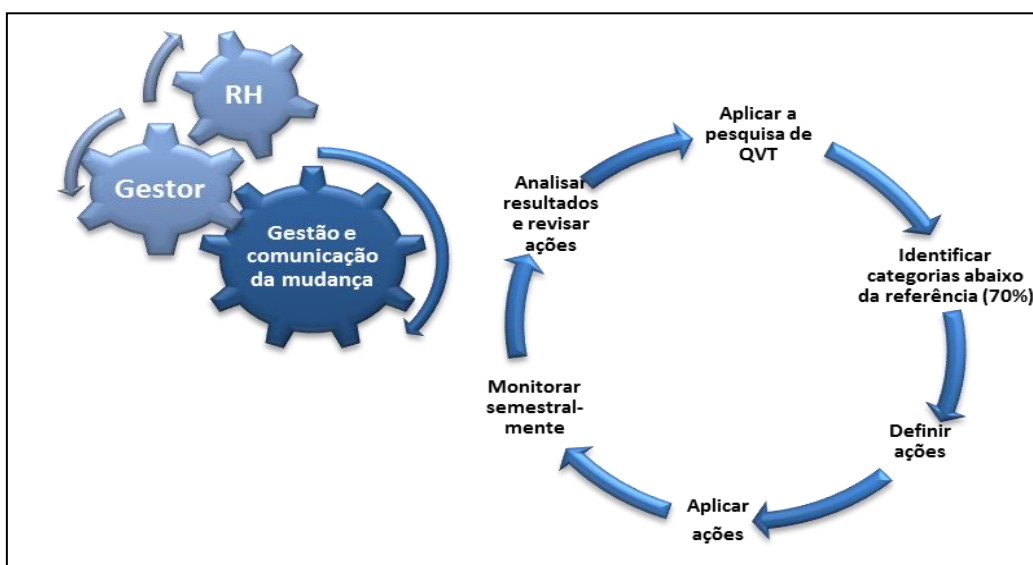 RH
Gestor
Gestão e
comunicação
da mudança
Aplicar a
pesquisa de
QVT
Identificar
categorias abaixo
da referência (70%)
Definir
ações
Aplicar
ações
Monitorar
semestral-
mente
Analisar
resultados
e revisar
ações